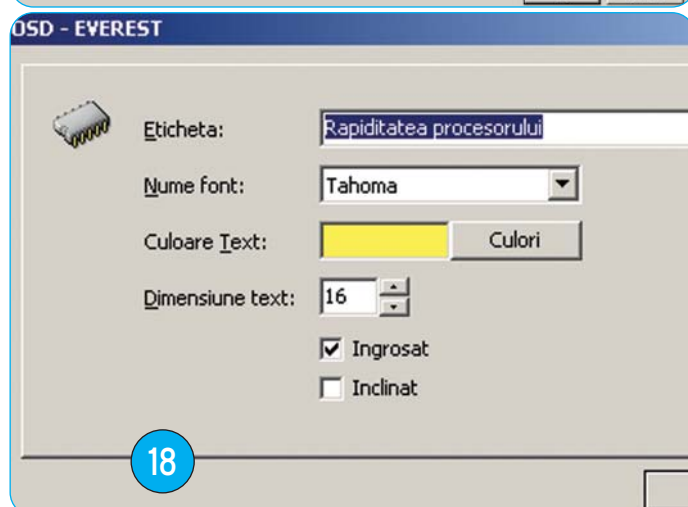 OSD - EVEREST
Eticheta: Rapiditatea procesorului
Nume font: Tahoma
Culoare Text: Culori
Dimensiune text: 16
Ingrosat
Inclinat
18